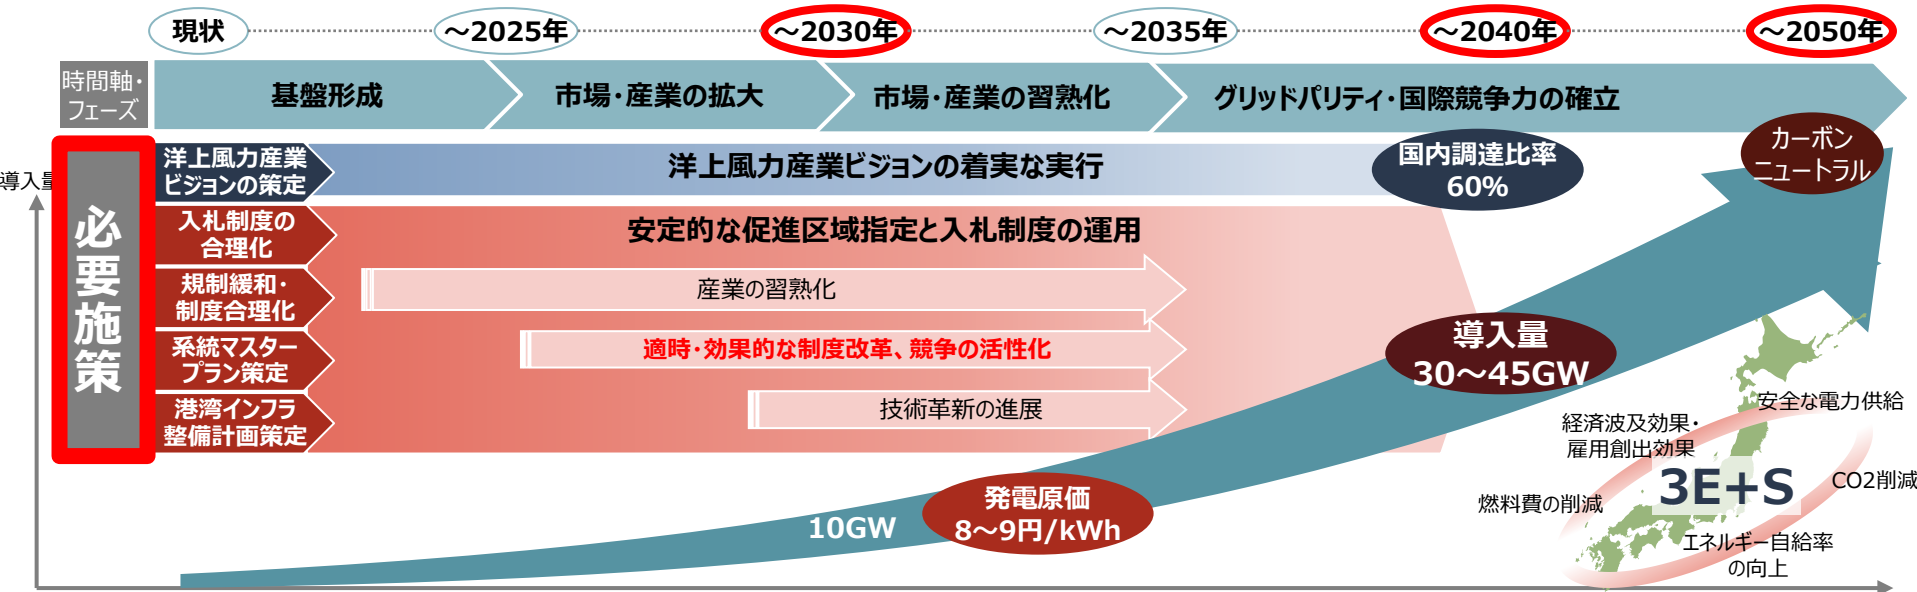 現状
～2025年
～2030年
～2035年
～2040年
～2050年
時間軸・
フェーズ
基盤形成
市場・産業の拡大
市場・産業の習熟化
グリッドパリティ・国際競争力の確立
導入量
必
要
施
策
洋上風力産業
ビジョンの策定
洋上風力産業ビジョンの着実な実行
国内調達比率
60%
カーボン
ニュートラル
入札制度の
合理化
安定的な促進区域指定と入札制度の運用
規制緩和・
制度合理化
産業の習熟化
系統マスター
プラン策定
適時・効果的な制度改革、競争の活性化
導入量
30～45GW
港湾インフラ
整備計画策定
技術革新の進展
10GW
発電原価
8～9円/kWh
安全な電力供給
経済波及効果・
雇用創出効果
3E+S
CO2削減
燃料費の削減
エネルギー自給率
の向上